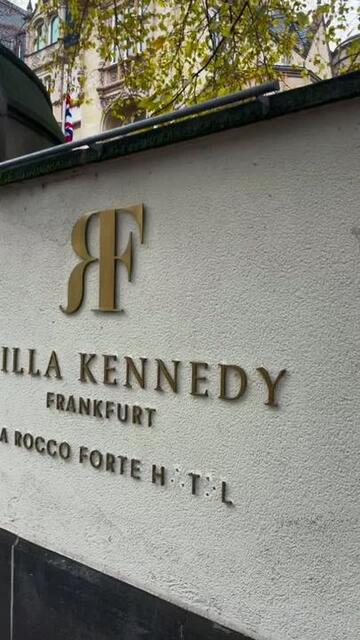 RF
ILLA KENNEDY
FRANKFURT
A ROCCO FORTE H T L